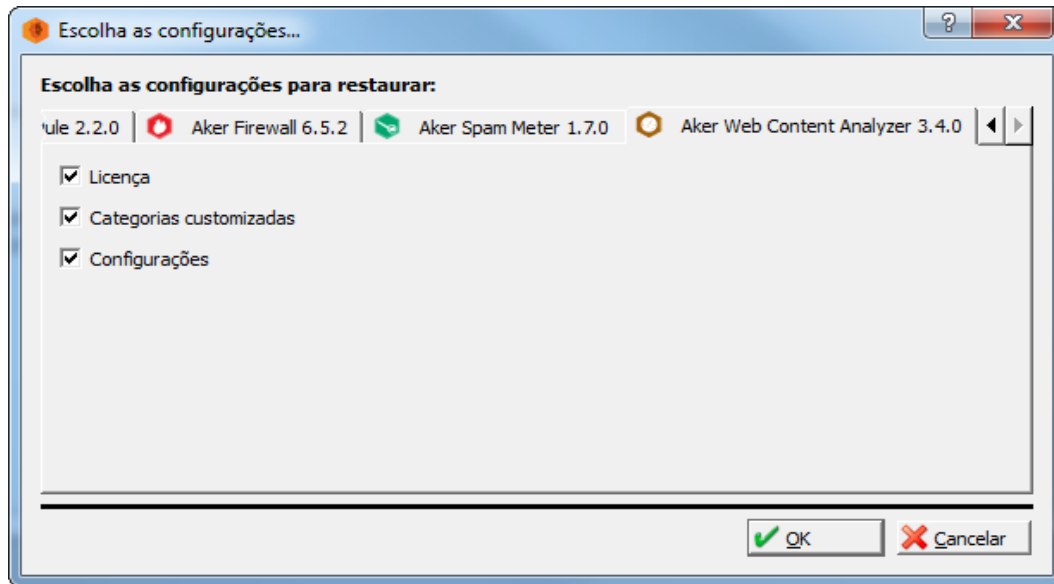 Escolha as configurações...
Escolha as configurações para restaurar:
ule 2.2.0 Aker Firewall 6.5.2 Aker Spam Meter 1.7.0 Aker Web Content Analyzer 3.4.0
Licença
Categorias customizadas
Configurações
OK Cancelar